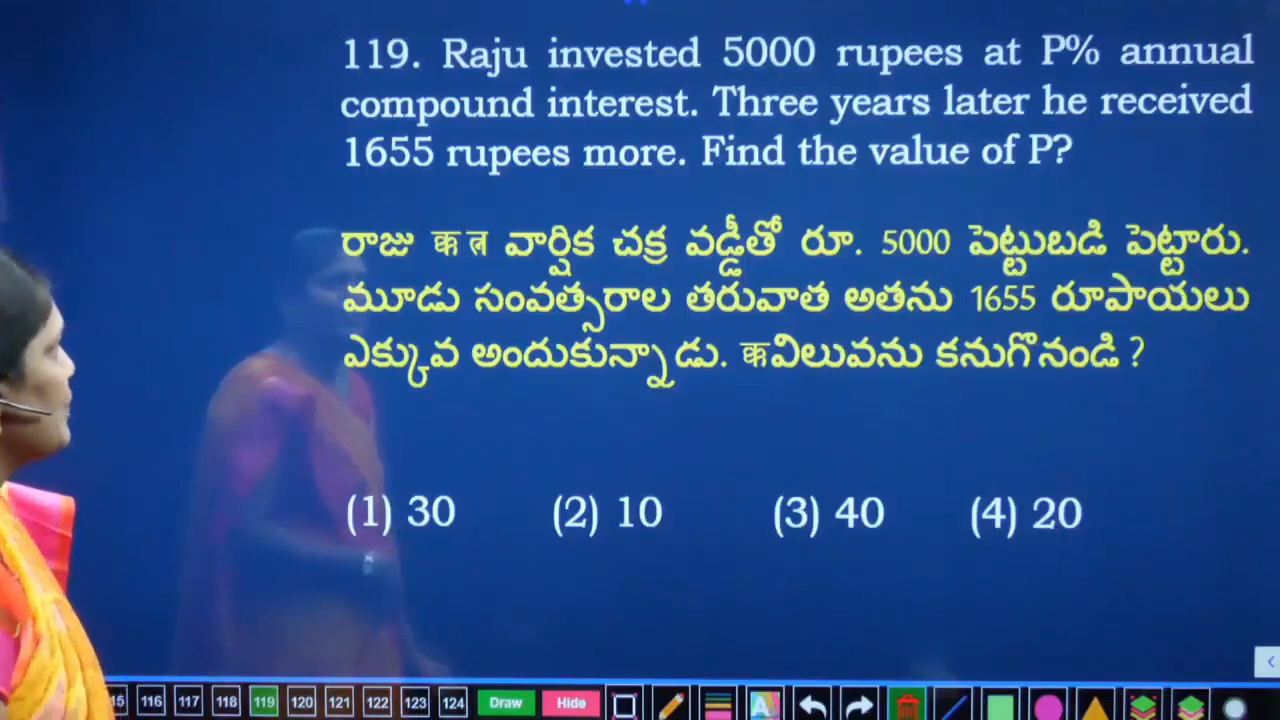 119. Raju invested 5000 rupees at P% annual
compound interest. Three years later he received
1655 rupees more. Find the value of P?
రాజు क्क त्न వార్షిక చక్ర వడ్డీతో రూ. 5000 పెట్టుబడి పెట్టారు.
మూడు సంవత్సరాల తరువాత అతను 1655 రూపాయలు
ఎక్కువ అందుకున్నాడు. క్కవిలువను కనుగొనండి ?
(1) 30 (2) 10 (3) 40 (4) 20
15 116 117 118 119 120 121 122 123 124 Draw Hide A